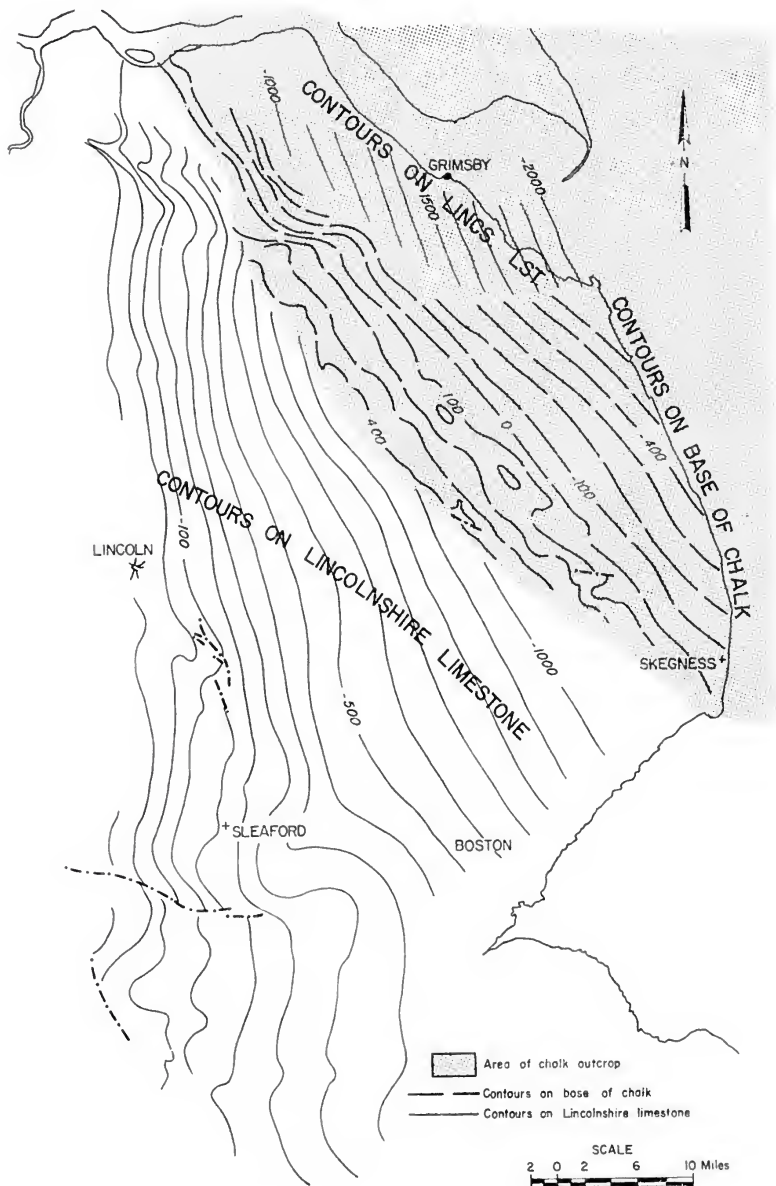 -1000
CONTOURS ON LINCS LST.
GRIMSBY
1500
-2000
N
CONTOURS ON BASE OF CHALK
100
0
400
-100
400
CONTOURS ON LINCOLNSHIRE LIMESTONE
LINCOLN
-100
SKEGNESS
-1000
-500
SLEAFORD
BOSTON
Area of chalk outcrop
Contours on base of chalk
Contours on Lincolnshire limestone
SCALE
2 0 2 6 10 Miles